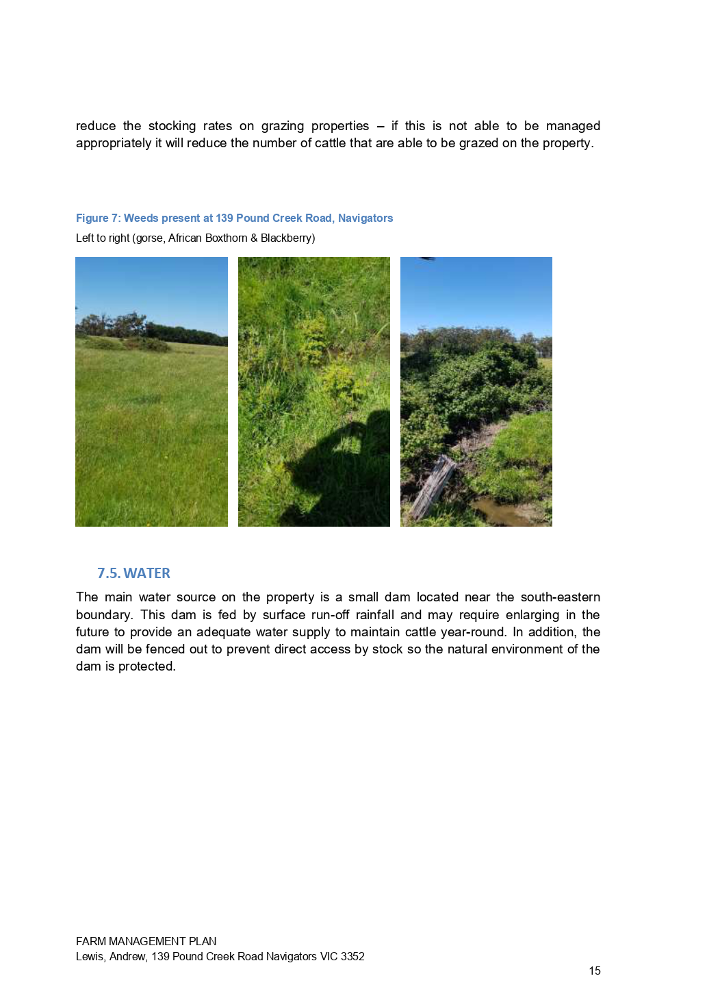 reduce the stocking rates on grazing properties – if this is not able to be managed
appropriately it will reduce the number of cattle that are able to be grazed on the property.
Figure 7: Weeds present at 139 Pound Creek Road, Navigators
Left to right (gorse, African Boxthorn & Blackberry)
7.5. WATER
The main water source on the property is a small dam located near the south-eastern
boundary. This dam is fed by surface run-off rainfall and may require enlarging in the
future to provide an adequate water supply to maintain cattle year-round. In addition, the
dam will be fenced out to prevent direct access by stock so the natural environment of the
dam is protected.
FARM MANAGEMENT PLAN
Lewis, Andrew, 139 Pound Creek Road Navigators VIC 3352
15